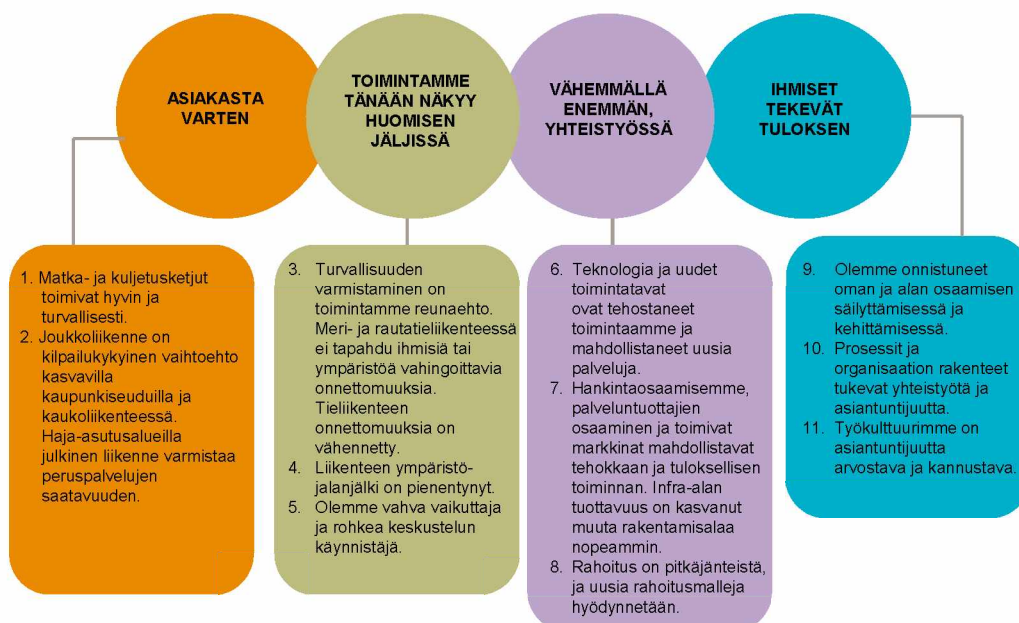 ASIAKASTA
VARTEN
TOIMINTAMME
TÄNÄÄN NÄKYY
HUOMISEN
JÄLJISSÄ
VÄHEMMÄLLÄ
ENEMMÄN,
YHTEISTYÖSSÄ
IHMISET
TEKEVÄT
TULOKSEN
1. Matka- ja kuljetusketjut
toimivat hyvin ja
turvallisesti.
2. Joukkoliikenne on
kilpailukykyinen vaihtoehto
kasvavilla
kaupunkiseuduilla ja
kaukoliikenteessä.
Haja-asutusalueilla
julkinen liikenne varmistaa
peruspalvelujen
saatavuuden.
3. Turvallisuuden
varmistaminen on
toimintamme reunaehto.
Meri- ja rautatieliikenteessä
ei tapahdu ihmisiä tai
ympäristöä vahingoittavia
onnettomuuksia.
Tieliikenteen
onnettomuuksia on
vähennetty.
4. Liikenteen ympäristö-
jalanjälki on pienentynyt.
5. Olemme vahva vaikuttaja
ja rohkea keskustelun
käynnistäjä.
6. Teknologia ja uudet
toimintatavat
ovat tehostaneet
toimintaamme ja
mahdollistaneet uusia
palveluja.
7. Hankintaosaamisemme,
palveluntuottajien
osaaminen ja toimivat
markkinat mahdollistavat
tehokkaan ja tuloksellisen
toiminnan. Infra-alan
tuottavuus on kasvanut
muuta rakentamisalaa
nopeammin.
8. Rahoitus on pitkäjänteistä,
ja uusia rahoitusmalleja
hyödynnetään.
9. Olemme onnistuneet
oman ja alan osaamisen
säilyttämisessä ja
kehittämisessä.
10. Prosessit ja
organisaation rakenteet
tukevat yhteistyötä ja
asiantuntijuutta.
11. Työkulttuurimme on
asiantuntijuutta
arvostava ja kannustava.